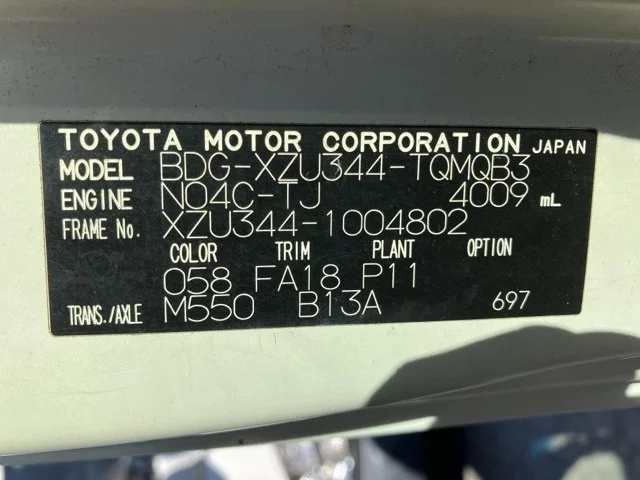 TOYOTA MOTOR CORPORATION JAPAN
MODEL BDG-XZU344-TQMQB3
ENGINE N04C-TJ 4009 mL
FRAME No. XZU344-1004802
COLOR TRIM PLANT OPTION
058 FA18 P11
TRANS./AXLE M550 B13A 697